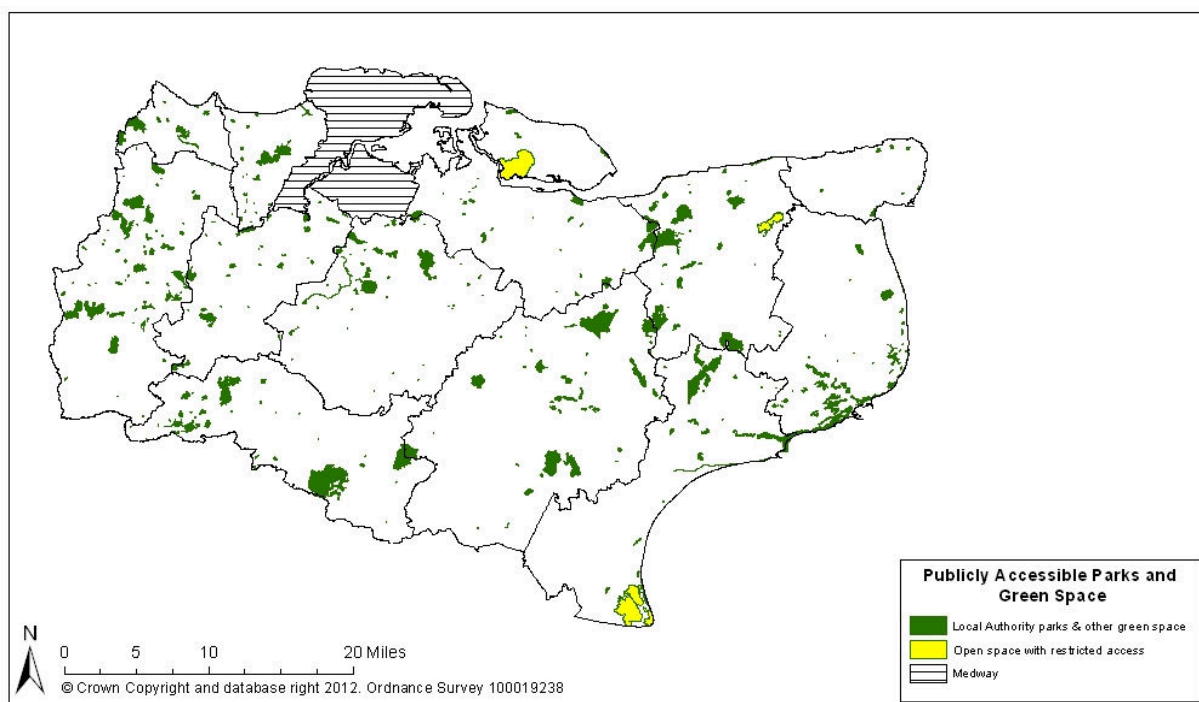 Publicly Accessible Parks and
Green Space
Local Authority parks & other green space
Open space with restricted access
Medway
N
0 5 10 20 Miles
© Crown Copyright and database right 2012. Ordnance Survey 100019238